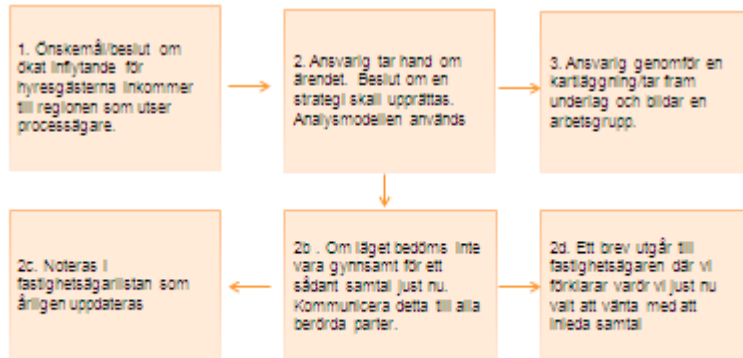 1. Önskemål/beslut om
ökat inflytande för
hyresgästerna inkommer
till regionen som utser
processägare.
2. Ansvarig tar hand om
ärendet. Beslut om en
strategi skall upprättas.
Analysmodellen används
3. Ansvarig genomför en
kartläggning/tar fram
underlag och bildar en
arbetsgrupp.
2c. Noteras i
fastighetsägarlistan som
årligen uppdateras
2b . Om läget bedöms inte
vara gynnsamt för ett
sådant samtal just nu.
Kommunicera detta till alla
berörda parter.
2d. Ett brev utgår till
fastighetsägaren där vi
förklarar varör vi just nu
valt att vänta med att
inleda samtal